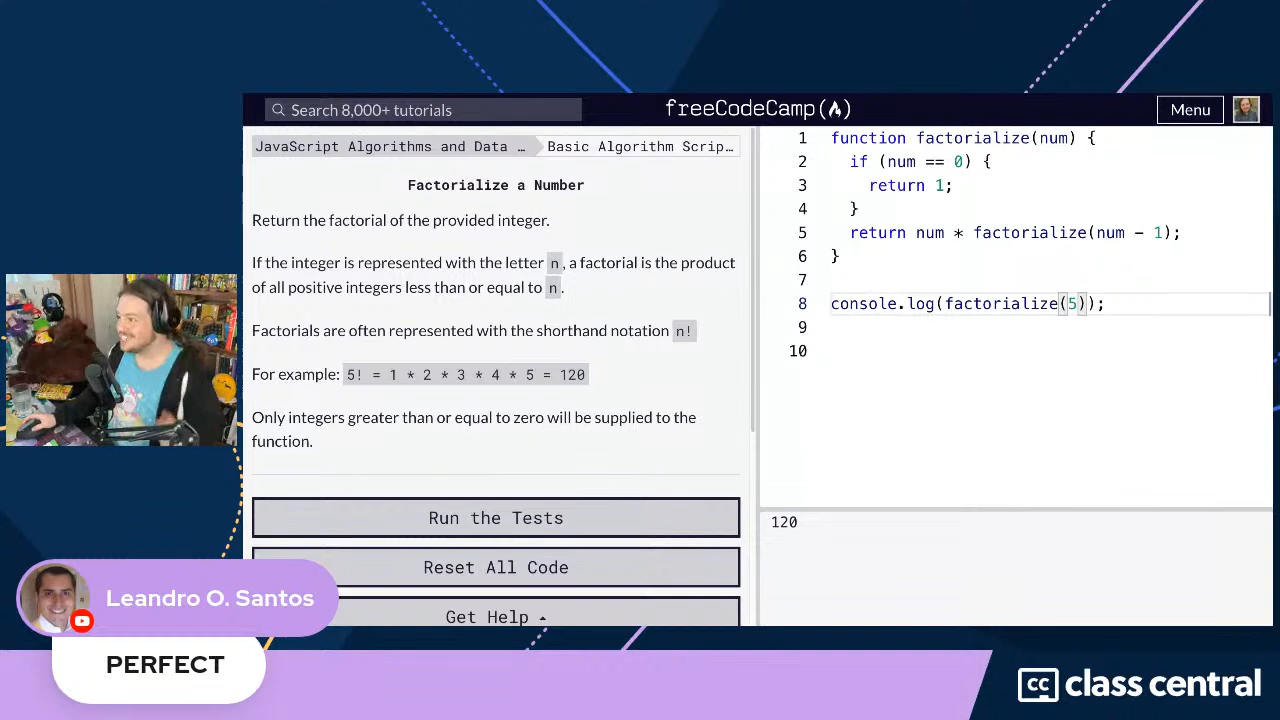 Search 8,000+ tutorials
freeCodeCamp(🔥)
Menu
JavaScript Algorithms and Data …
Basic Algorithm Scrip…
Factorialize a Number
Return the factorial of the provided integer.
If the integer is represented with the letter n, a factorial is the product
of all positive integers less than or equal to n.
Factorials are often represented with the shorthand notation n!
For example: 5! = 1 * 2 * 3 * 4 * 5 = 120
Only integers greater than or equal to zero will be supplied to the
function.
Run the Tests
Reset All Code
Get Help
1 function factorialize(num) {
2 if (num == 0) {
3 return 1;
4 }
5 return num * factorialize(num - 1);
6 }
7
8 console.log(factorialize(5));
9
10
120
Leandro O. Santos
PERFECT
cc class central